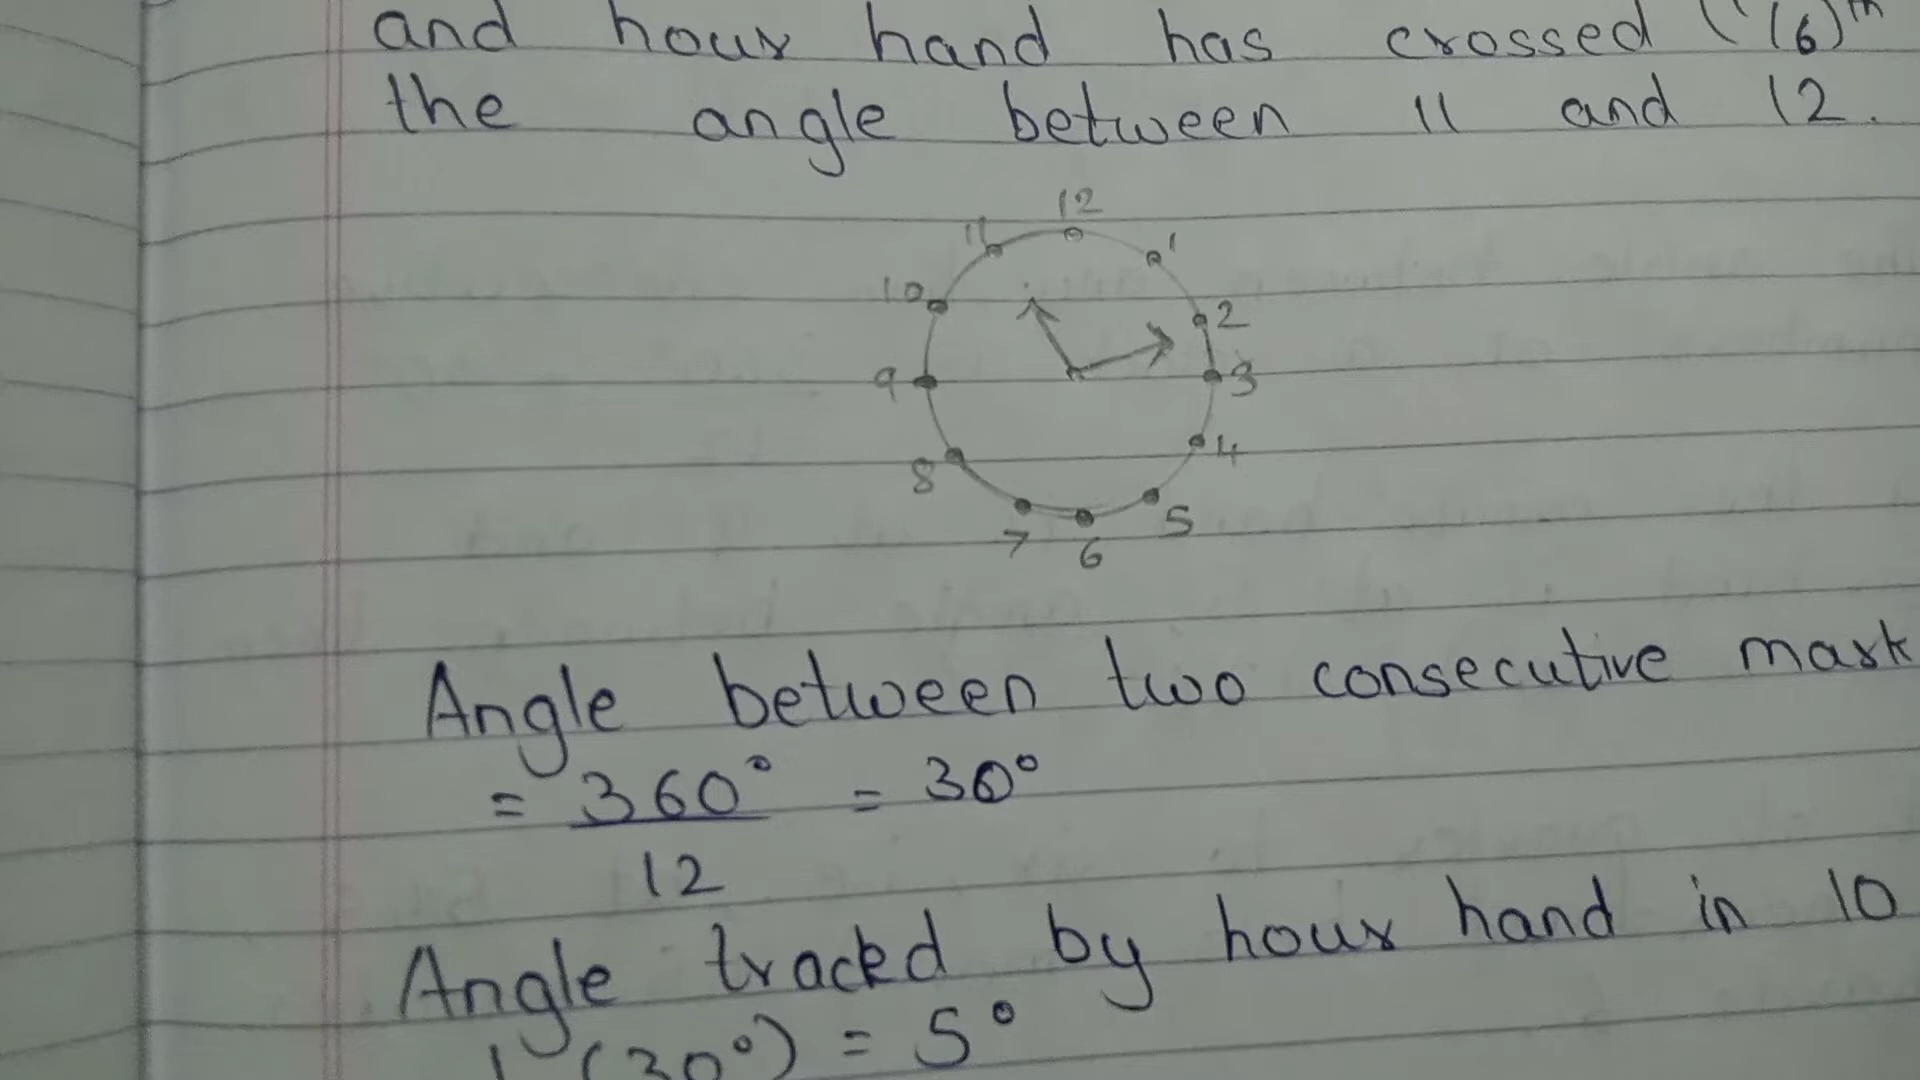 and hour hand has crossed (1/6)th
the angle between 11 and 12.
12
11
1
10
2
9
3
8
4
7
5
6
Angle between two consecutive mark
= 360° = 30°
12
Angle traced by hour hand in 10
(30°) = 5°